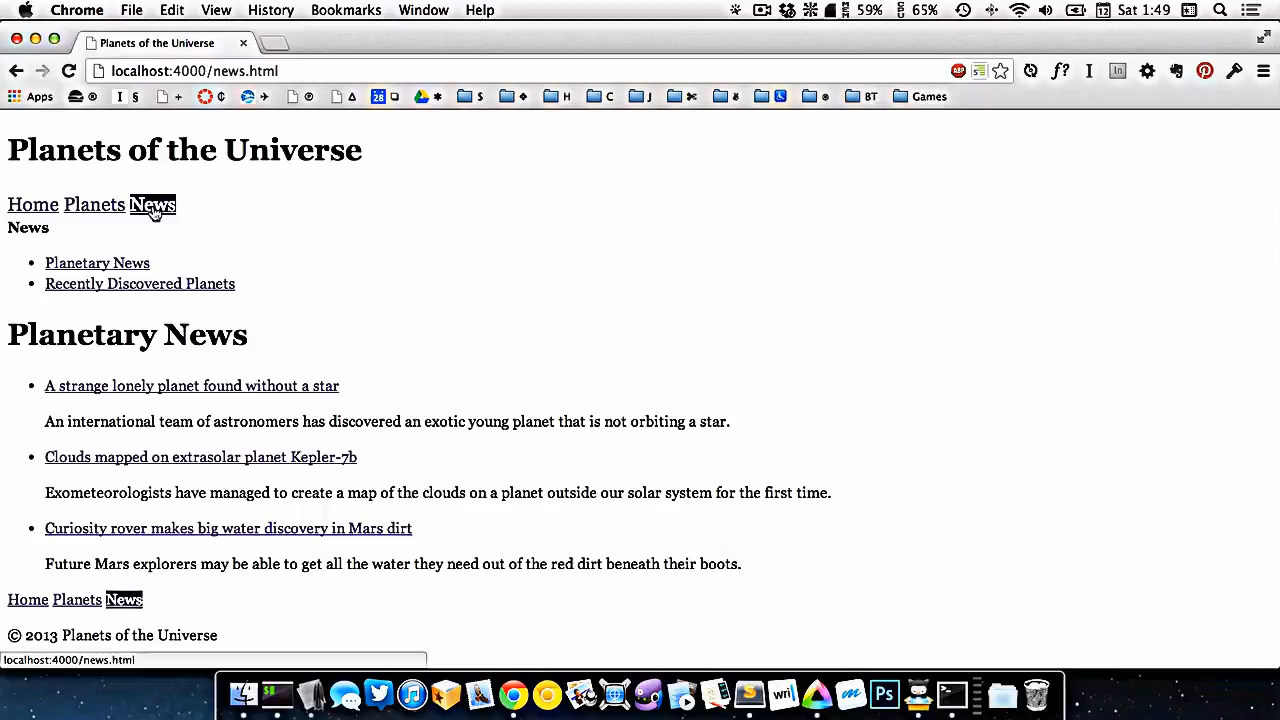 Chrome File Edit View History Bookmarks Window Help 59% 65% 12 Sat 1:49
Planets of the Universe
localhost:4000/news.html
Apps 28 $ H C J BT Games
Planets of the Universe
Home Planets News
News
• Planetary News
• Recently Discovered Planets
Planetary News
• A strange lonely planet found without a star
An international team of astronomers has discovered an exotic young planet that is not orbiting a star.
• Clouds mapped on extrasolar planet Kepler-7b
Exometeorologists have managed to create a map of the clouds on a planet outside our solar system for the first time.
• Curiosity rover makes big water discovery in Mars dirt
Future Mars explorers may be able to get all the water they need out of the red dirt beneath their boots.
Home Planets News
© 2013 Planets of the Universe
localhost:4000/news.html
wri Ps